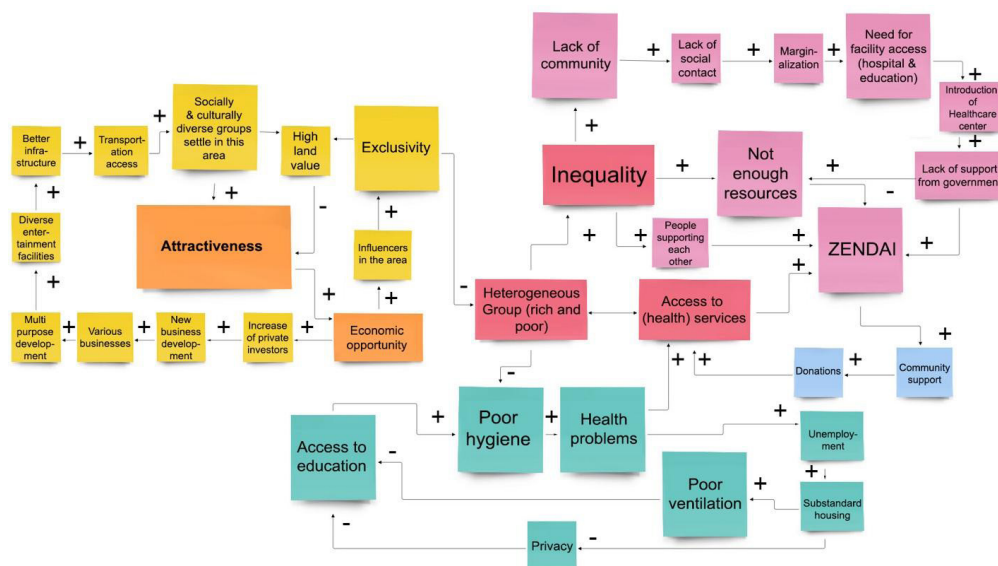 Lack of
community
+
Lack of
social
contact
+
Margin-
alization
+
Need for
facility access
(hospital &
education)
+
Introduction
of
Healthcare
center
+
Lack of support
from government
+
-
+
Socially
& culturally
diverse groups
settle in this
area
+
Better
infra-
structure
+
Transport-
ation
access
High
land
value
Exclusivity
+
Inequality
+
Not
enough
resources
+
+
Diverse
enter-
tainment
facilities
+
Attractiveness
-
+
Influencers
in the area
+
+
+
People
supporting
each
other
+
ZENDAI
+
-
Heterogeneous
Group (rich and
poor)
Access to
(health)
services
+
+
Multi
purpose
development
+
Various
businesses
+
New
business
develop-
ment
+
Increase
of private
investors
+
Economic
opportunity
+
Donations
+
Community
support
+
-
+
Access to
education
+
Poor
hygiene
+
Health
problems
+
Unemploy-
ment
+
-
Poor
ventilation
+
Substandard
housing
-
Privacy
-